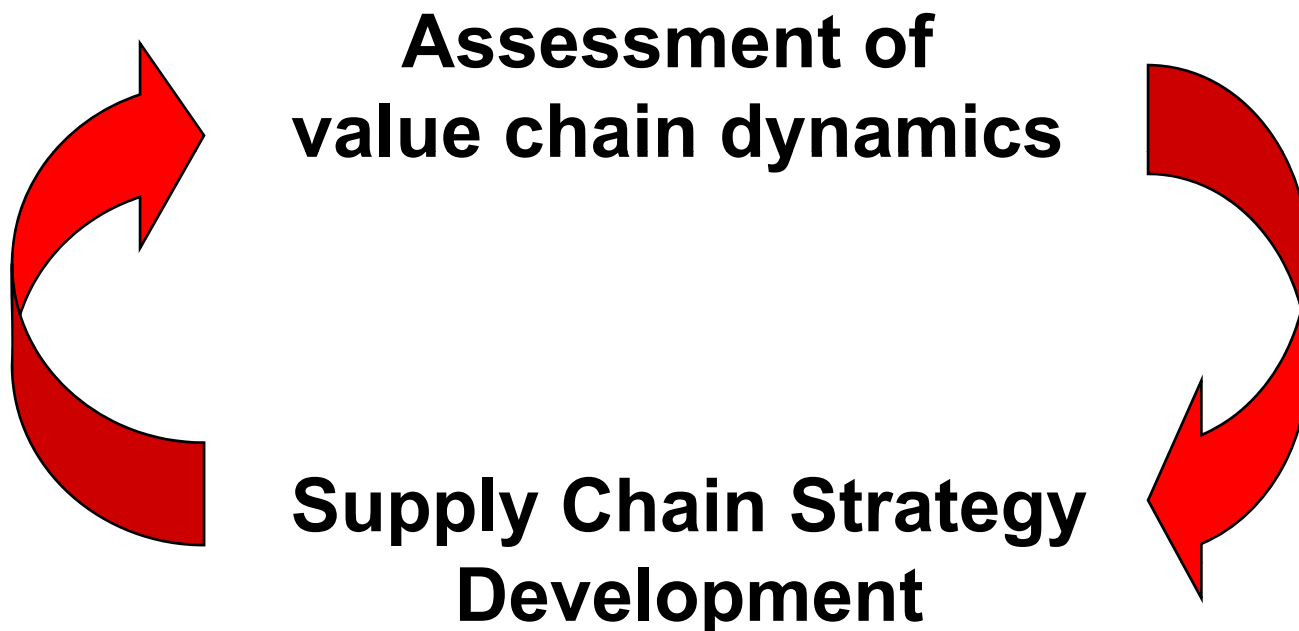 Assessment of
value chain dynamics
Supply Chain Strategy
Development